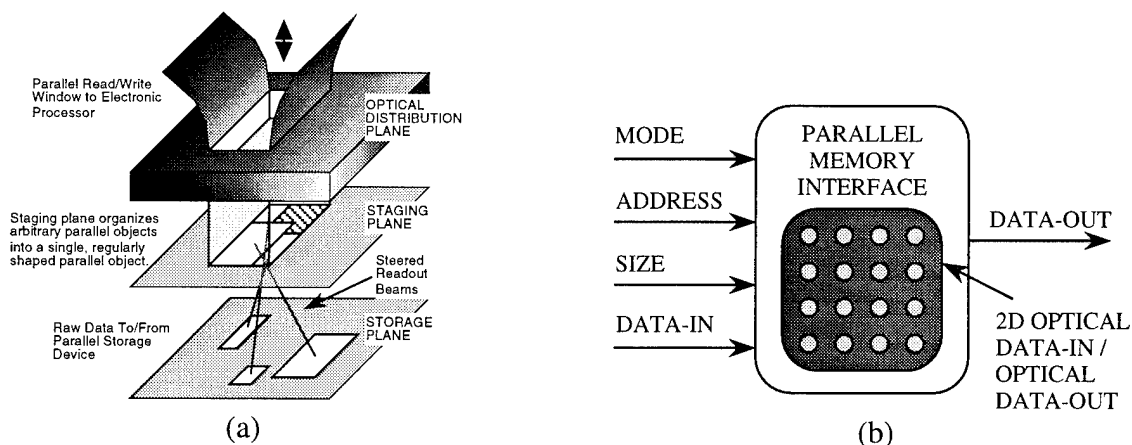 Parallel Read/Write
Window to Electronic
Processor
OPTICAL
DISTRIBUTION
PLANE
Staging plane organizes
arbitrary parallel objects
into a single, regularly
shaped parallel object.
STAGING
PLANE
Steered
Readout
Beams
Raw Data To/From
Parallel Storage
Device
STORAGE
PLANE
(a)
MODE
ADDRESS
SIZE
DATA-IN
PARALLEL
MEMORY
INTERFACE
DATA-OUT
2D OPTICAL
DATA-IN /
OPTICAL
DATA-OUT
(b)